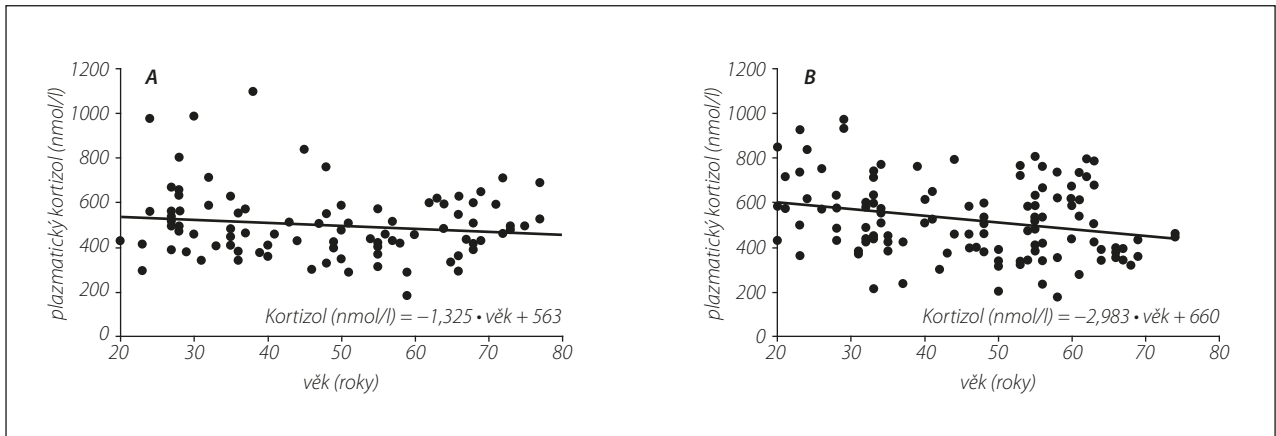 A
plazmatický kortizol (nmol/l)
1200
1000
800
600
400
200
0
Kortizol (nmol/l) = –1,325 • věk + 563
20 30 40 50 60 70 80
věk (roky)
B
plazmatický kortizol (nmol/l)
1200
1000
800
600
400
200
0
Kortizol (nmol/l) = –2,983 • věk + 660
20 30 40 50 60 70 80
věk (roky)